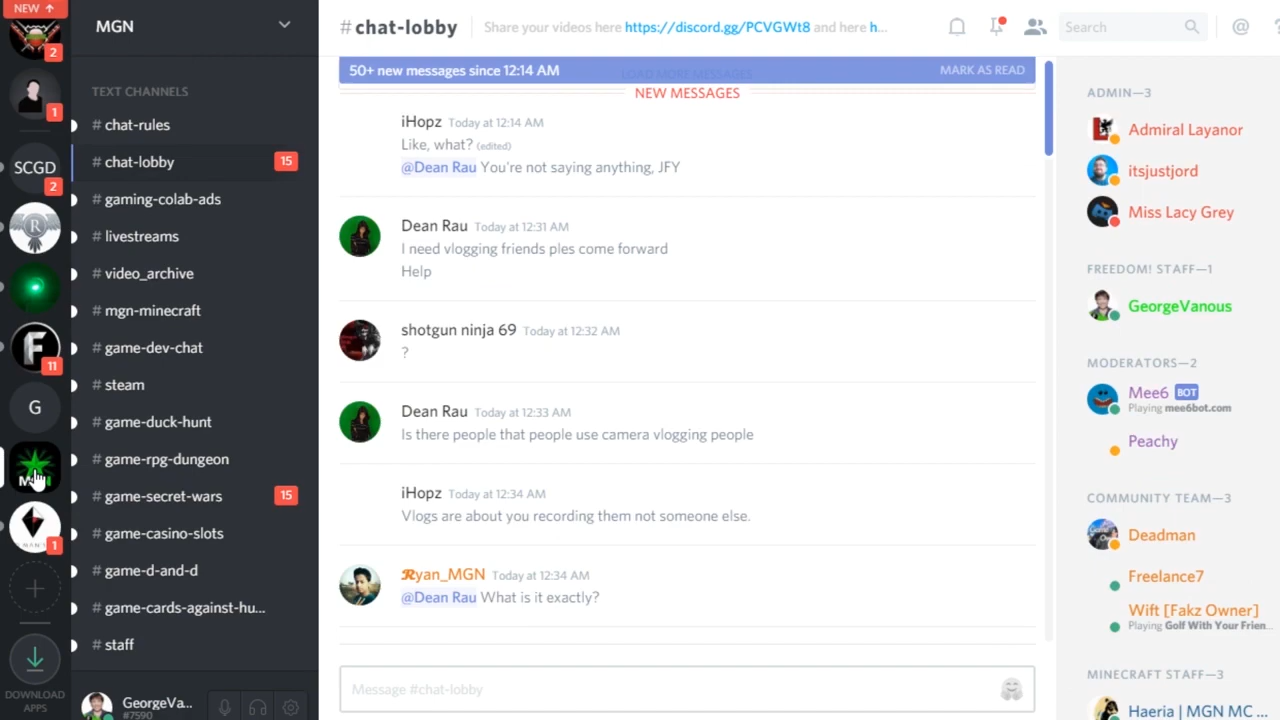 NEW ↑
2
1
SCGD
2
R
F
11
G
1
DOWNLOAD
APPS
MGN
TEXT CHANNELS
# chat-rules
# chat-lobby 15
# gaming-colab-ads
# livestreams
# video_archive
# mgn-minecraft
# game-dev-chat
# steam
# game-duck-hunt
# game-rpg-dungeon
# game-secret-wars 15
# game-casino-slots
# game-d-and-d
# game-cards-against-hu...
# staff
GeorgeVa...
#7590
# chat-lobby Share your videos here https://discord.gg/PCVGWt8 and here h...
Search
@
50+ new messages since 12:14 AM LOAD MORE MESSAGES MARK AS READ
NEW MESSAGES
iHopz Today at 12:14 AM
Like, what? (edited)
@Dean Rau You're not saying anything, JFY
Dean Rau Today at 12:31 AM
I need vlogging friends ples come forward
Help
shotgun ninja 69 Today at 12:32 AM
?
Dean Rau Today at 12:33 AM
Is there people that people use camera vlogging people
iHopz Today at 12:34 AM
Vlogs are about you recording them not someone else.
Ryan_MGN Today at 12:34 AM
@Dean Rau What is it exactly?
Message #chat-lobby
ADMIN—3
Admiral Layanor
itsjustjord
Miss Lacy Grey
FREEDOM! STAFF—1
GeorgeVanous
MODERATORS—2
Mee6 BOT
Playing mee6bot.com
Peachy
COMMUNITY TEAM—3
Deadman
Freelance7
Wift [Fakz Owner]
Playing Golf With Your Frien...
MINECRAFT STAFF—3
Haeria | MGN MC ...